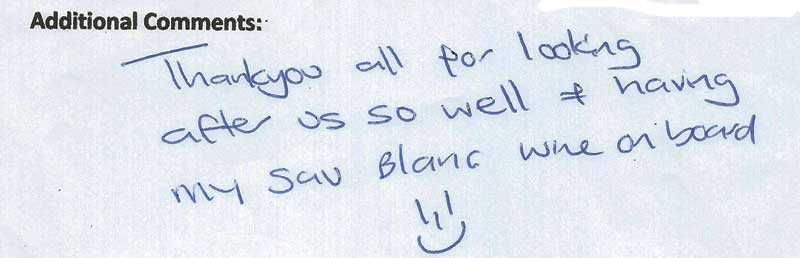 Additional Comments:
Thankyou all for looking
after us so well & having
my Sav Blanc wine on board